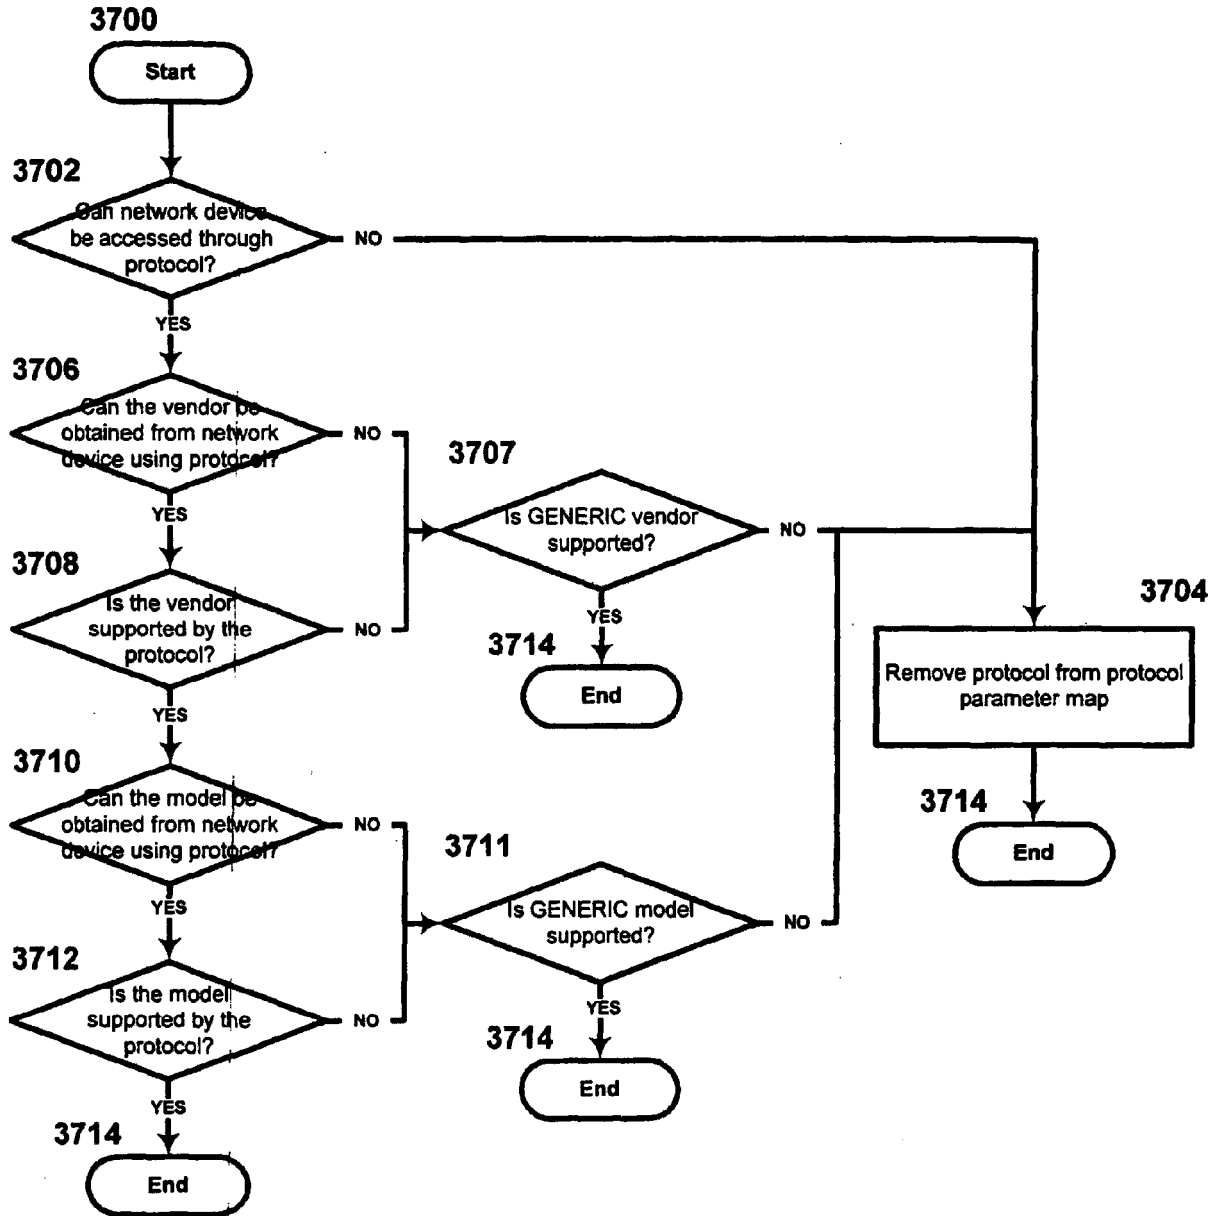 3700
Start
3702
Can network device
be accessed through
protocol?
NO
YES
3706
Can the vendor be
obtained from network
device using protocol?
NO
YES
3707
Is GENERIC vendor
supported?
NO
YES
3714
End
3708
Is the vendor
supported by the
protocol?
NO
YES
3704
Remove protocol from protocol
parameter map
3714
End
3710
Can the model be
obtained from network
device using protocol?
NO
YES
3711
Is GENERIC model
supported?
NO
YES
3714
End
3712
Is the model
supported by the
protocol?
NO
YES
3714
End